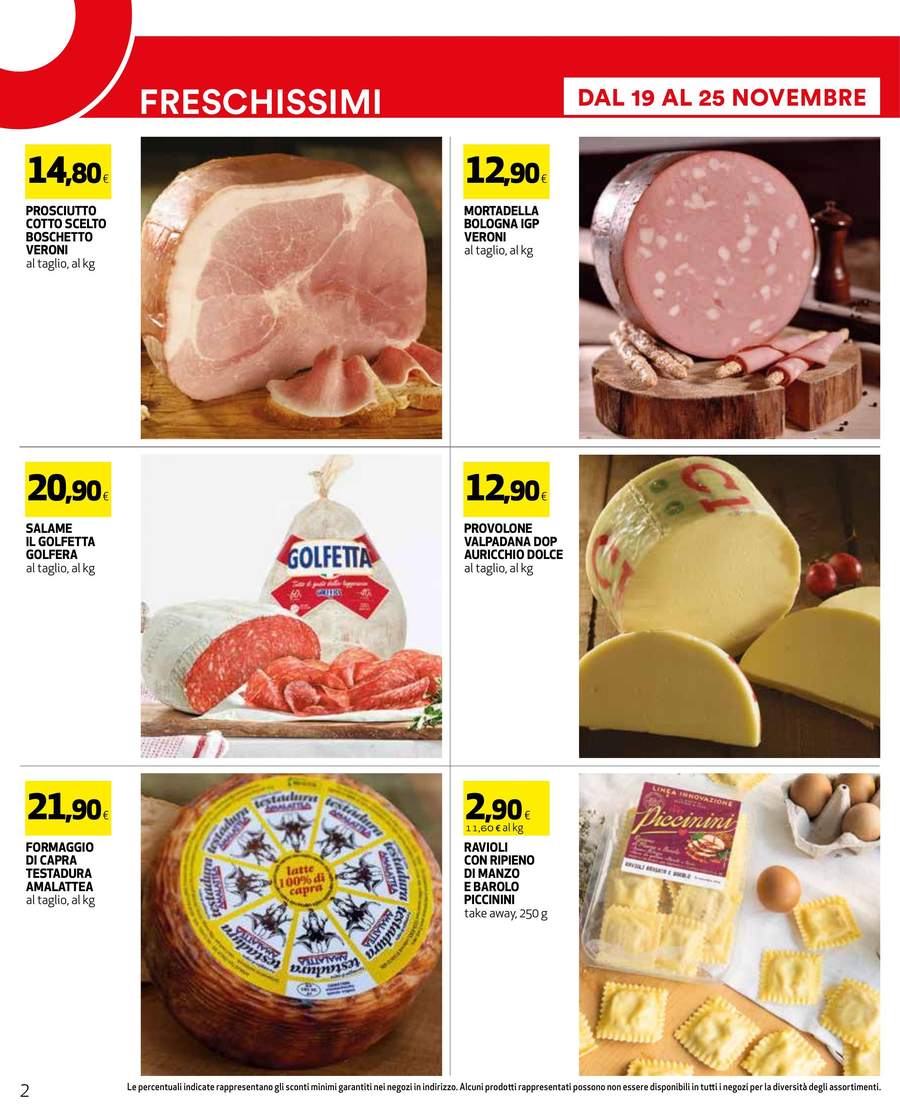 FRESCHISSIMI
DAL 19 AL 25 NOVEMBRE
14,80€
PROSCIUTTO
COTTO SCELTO
BOSCHETTO
VERONI
al taglio, al kg
12,90€
MORTADELLA
BOLOGNA IGP
VERONI
al taglio, al kg
20,90€
SALAME
IL GOLFETTA
GOLFERA
al taglio, al kg
GOLFETTA
GOLFERA
12,90€
PROVOLONE
VALPADANA DOP
AURICCHIO DOLCE
al taglio, al kg
21,90€
FORMAGGIO
DI CAPRA
TESTADURA
AMALATTEA
al taglio, al kg
testadura
AMALATTEA
latte
100% di
capra
2,90€
11,60 € al kg
RAVIOLI
CON RIPIENO
DI MANZO
E BAROLO
PICCININI
take away, 250 g
LINEA INNOVAZIONE
Piccinini
RAVIOLI BRASATO E BAROLO
2
Le percentuali indicate rappresentano gli sconti minimi garantiti nei negozi in indirizzo. Alcuni prodotti rappresentati possono non essere disponibili in tutti i negozi per la diversità degli assortimenti.